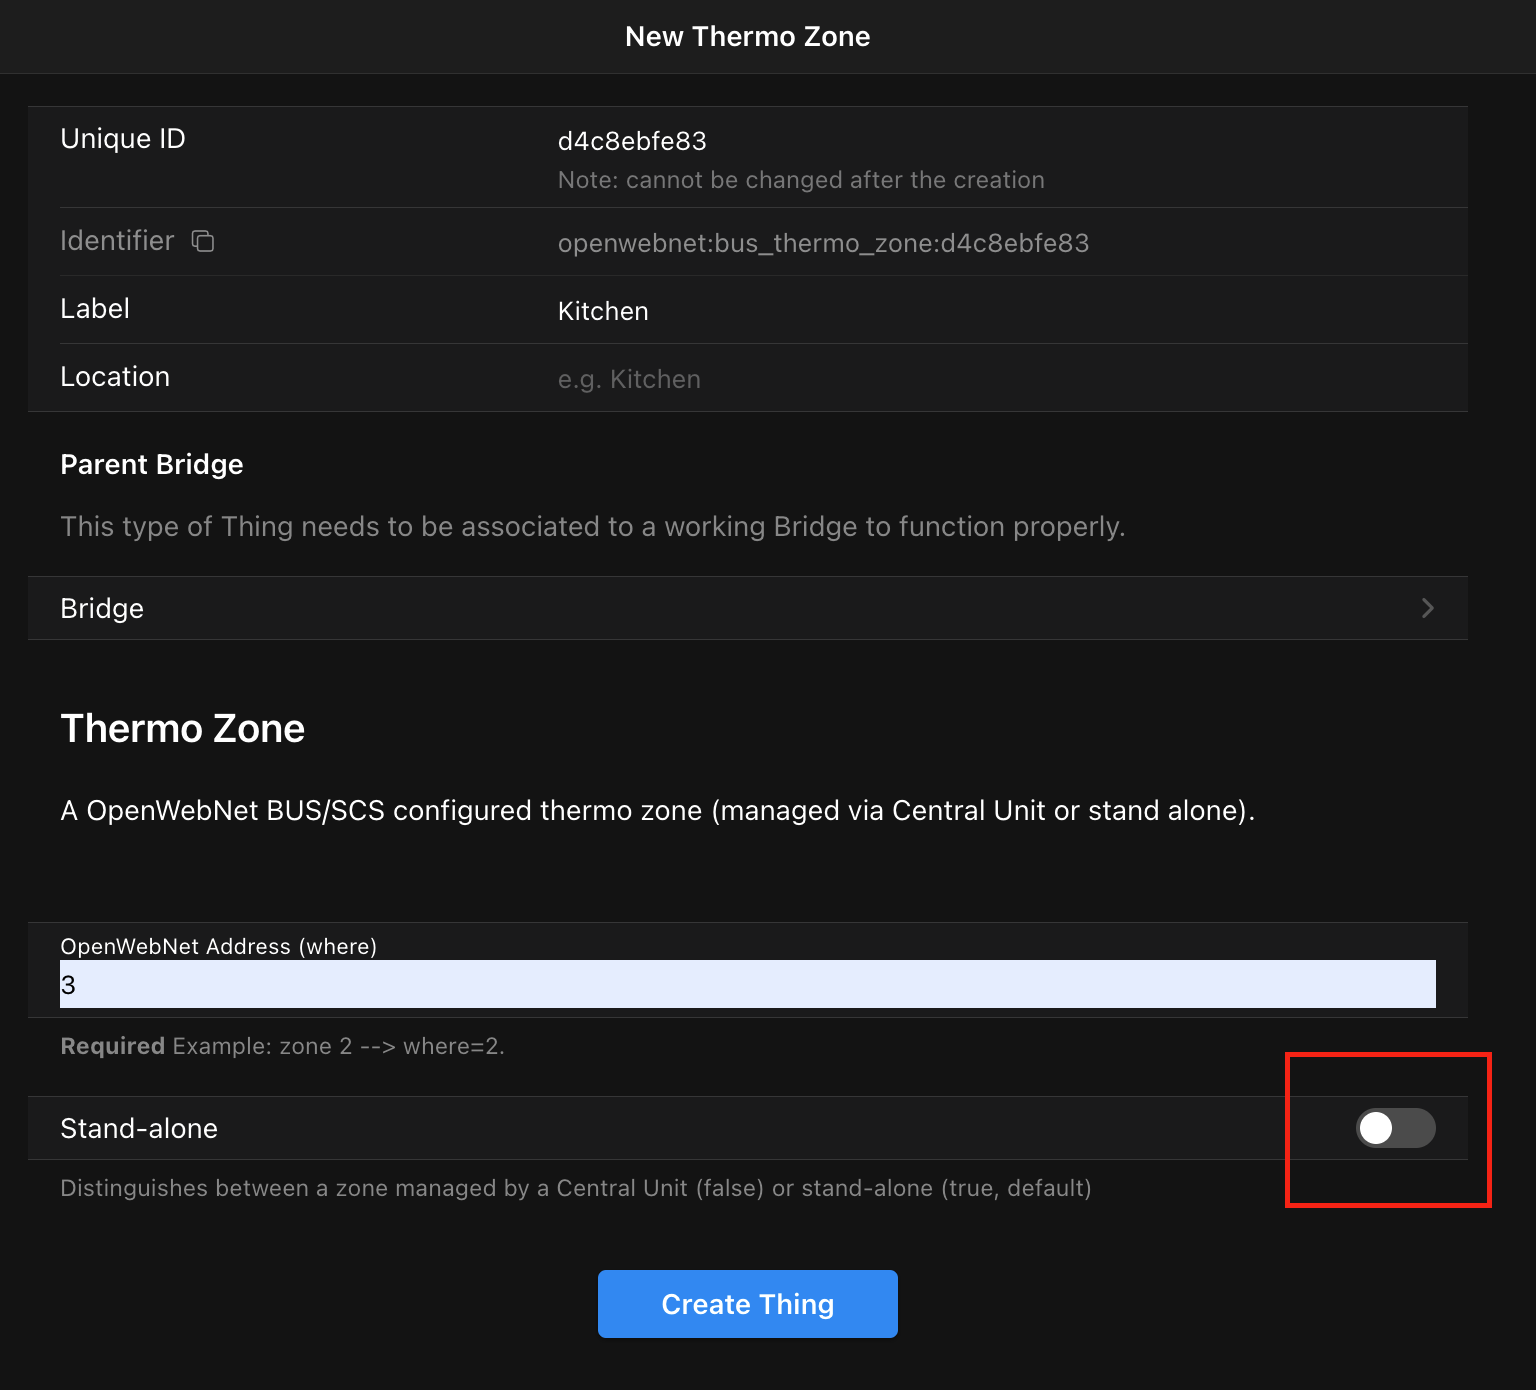 New Thermo Zone
Unique ID
d4c8ebfe83
Note: cannot be changed after the creation
Identifier
openwebnet:bus_thermo_zone:d4c8ebfe83
Label
Kitchen
Location
e.g. Kitchen
Parent Bridge
This type of Thing needs to be associated to a working Bridge to function properly.
Bridge
Thermo Zone
A OpenWebNet BUS/SCS configured thermo zone (managed via Central Unit or stand alone).
OpenWebNet Address (where)
3
Required Example: zone 2 --> where=2.
Stand-alone
Distinguishes between a zone managed by a Central Unit (false) or stand-alone (true, default)
Create Thing